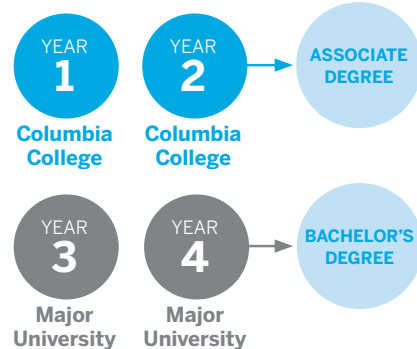 YEAR
1
Columbia
College
YEAR
2
Columbia
College
ASSOCIATE
DEGREE
YEAR
3
Major
University
YEAR
4
Major
University
BACHELOR'S
DEGREE